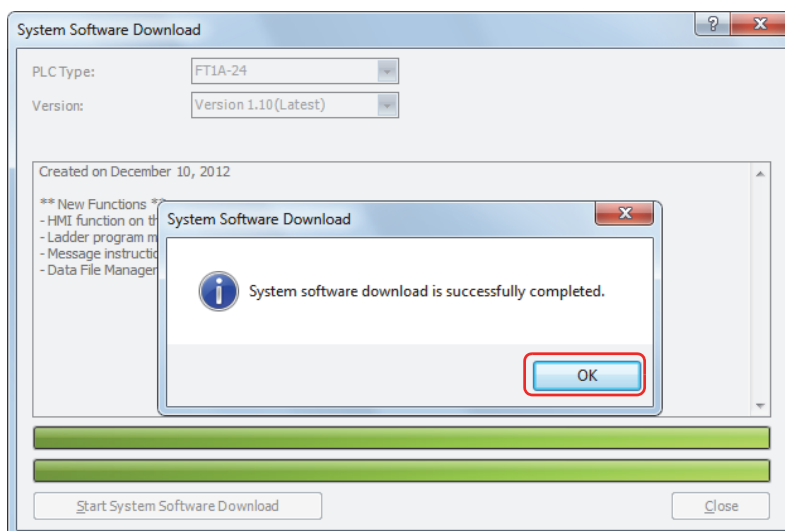 System Software Download
PLC Type:
FT1A-24
Version:
Version 1.10(Latest)
Created on December 10, 2012
** New Functions **
- HMI function on th
- Ladder program m
- Message instructio
- Data File Manager
System Software Download
System software download is successfully completed.
OK
Start System Software Download
Close